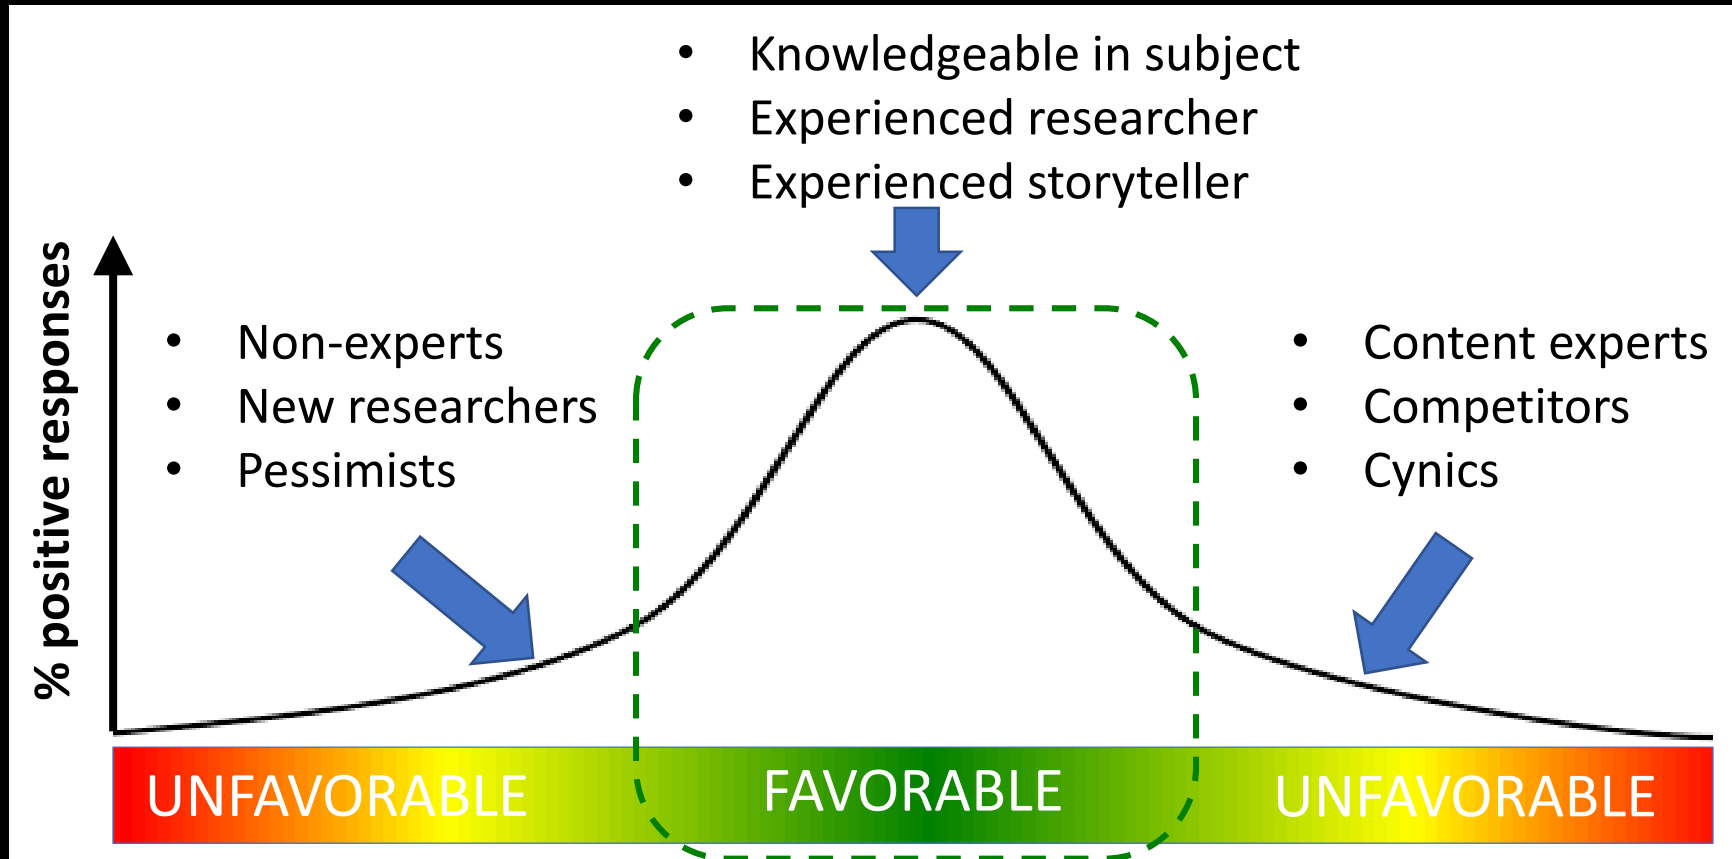 • Knowledgeable in subject
• Experienced researcher
• Experienced storyteller
% positive responses
• Non-experts
• New researchers
• Pessimists
• Content experts
• Competitors
• Cynics
UNFAVORABLE
FAVORABLE
UNFAVORABLE